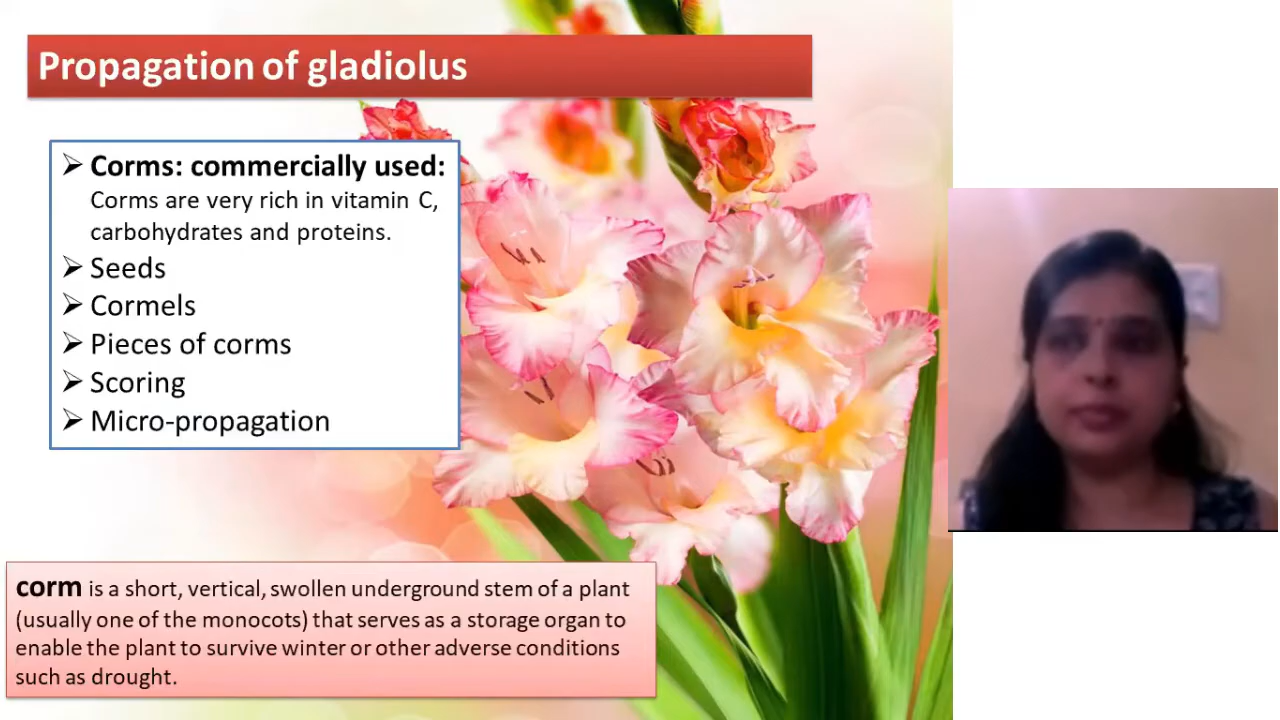 Propagation of gladiolus
➢ Corms: commercially used:
Corms are very rich in vitamin C,
carbohydrates and proteins.
➢ Seeds
➢ Cormels
➢ Pieces of corms
➢ Scoring
➢ Micro-propagation
corm is a short, vertical, swollen underground stem of a plant
(usually one of the monocots) that serves as a storage organ to
enable the plant to survive winter or other adverse conditions
such as drought.